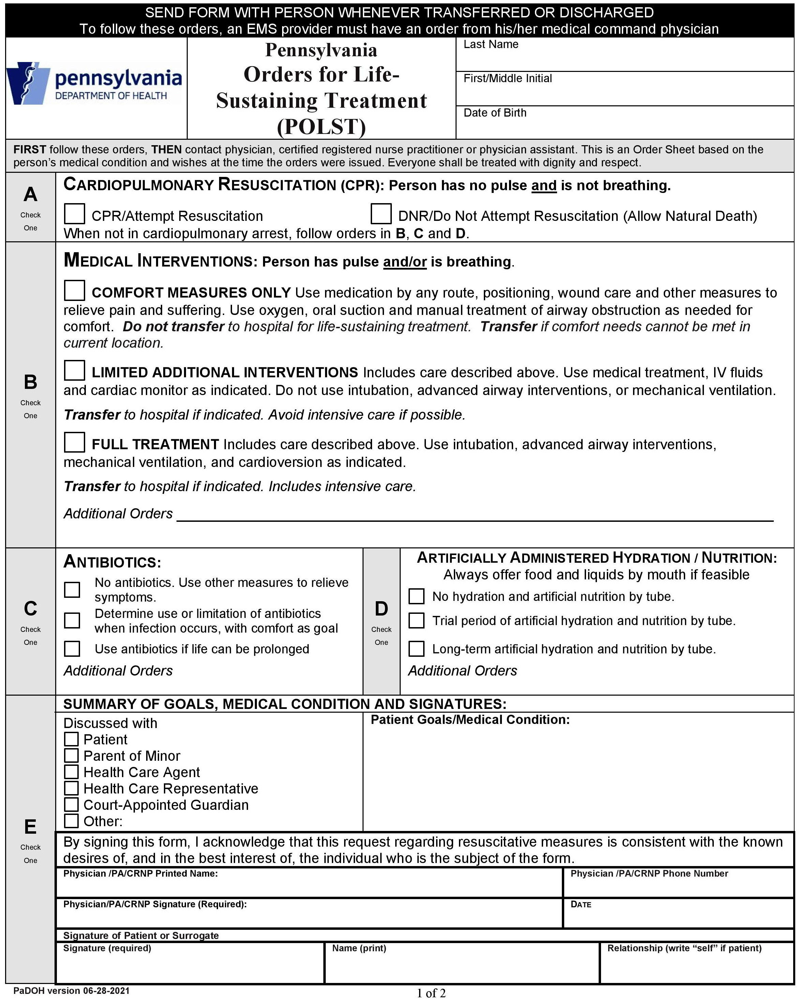 SEND FORM WITH PERSON WHENEVER TRANSFERRED OR DISCHARGED
To follow these orders, an EMS provider must have an order from his/her medical command physician
pennsylvania
DEPARTMENT OF HEALTH
Pennsylvania
Orders for Life-
Sustaining Treatment
(POLST)
Last Name
First/Middle Initial
Date of Birth
FIRST follow these orders, THEN contact physician, certified registered nurse practitioner or physician assistant. This is an Order Sheet based on the
person’s medical condition and wishes at the time the orders were issued. Everyone shall be treated with dignity and respect.
A
Check
One
CARDIOPULMONARY RESUSCITATION (CPR): Person has no pulse and is not breathing.
CPR/Attempt Resuscitation
DNR/Do Not Attempt Resuscitation (Allow Natural Death)
When not in cardiopulmonary arrest, follow orders in B, C and D.
B
Check
One
MEDICAL INTERVENTIONS: Person has pulse and/or is breathing.
COMFORT MEASURES ONLY Use medication by any route, positioning, wound care and other measures to
relieve pain and suffering. Use oxygen, oral suction and manual treatment of airway obstruction as needed for
comfort. Do not transfer to hospital for life-sustaining treatment. Transfer if comfort needs cannot be met in
current location.
LIMITED ADDITIONAL INTERVENTIONS Includes care described above. Use medical treatment, IV fluids
and cardiac monitor as indicated. Do not use intubation, advanced airway interventions, or mechanical ventilation.
Transfer to hospital if indicated. Avoid intensive care if possible.
FULL TREATMENT Includes care described above. Use intubation, advanced airway interventions,
mechanical ventilation, and cardioversion as indicated.
Transfer to hospital if indicated. Includes intensive care.
Additional Orders
C
Check
One
ANTIBIOTICS:
No antibiotics. Use other measures to relieve
symptoms.
Determine use or limitation of antibiotics
when infection occurs, with comfort as goal
Use antibiotics if life can be prolonged
Additional Orders
D
Check
One
ARTIFICIALLY ADMINISTERED HYDRATION / NUTRITION:
Always offer food and liquids by mouth if feasible
No hydration and artificial nutrition by tube.
Trial period of artificial hydration and nutrition by tube.
Long-term artificial hydration and nutrition by tube.
Additional Orders
E
Check
One
SUMMARY OF GOALS, MEDICAL CONDITION AND SIGNATURES:
Discussed with
Patient
Parent of Minor
Health Care Agent
Health Care Representative
Court-Appointed Guardian
Other:
Patient Goals/Medical Condition:
By signing this form, I acknowledge that this request regarding resuscitative measures is consistent with the known
desires of, and in the best interest of, the individual who is the subject of the form.
Physician /PA/CRNP Printed Name:
Physician /PA/CRNP Phone Number
Physician/PA/CRNP Signature (Required):
DATE
Signature of Patient or Surrogate
Signature (required)
Name (print)
Relationship (write “self” if patient)
PaDOH version 06-28-2021
1 of 2